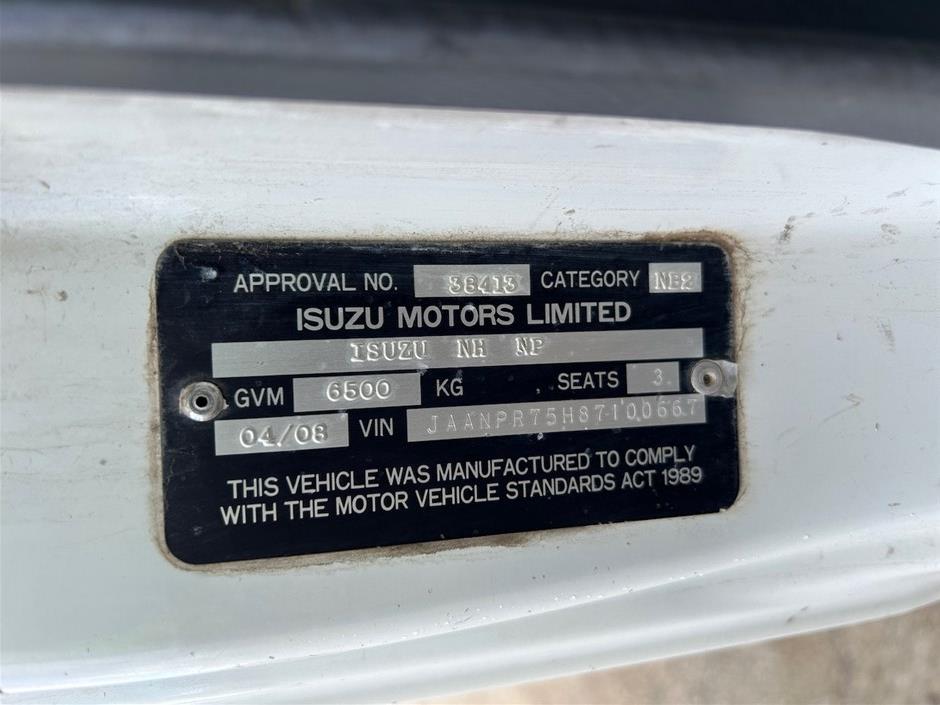 APPROVAL NO. 38413 CATEGORY NB2
ISUZU MOTORS LIMITED
ISUZU NH NP
GVM 6500 KG SEATS 3
04/08 VIN JAANPR75H87100667
THIS VEHICLE WAS MANUFACTURED TO COMPLY
WITH THE MOTOR VEHICLE STANDARDS ACT 1989